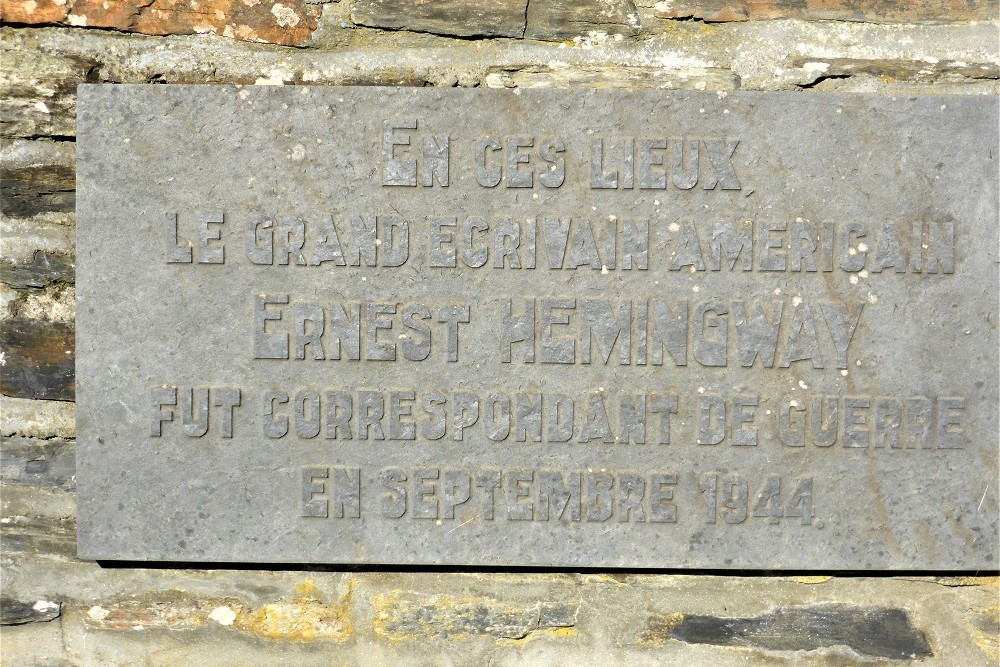 En ces Lieux
Le grand ecrivain americain
Ernest Hemingway
Fut correspondant de guerre
en Septembre 1944.